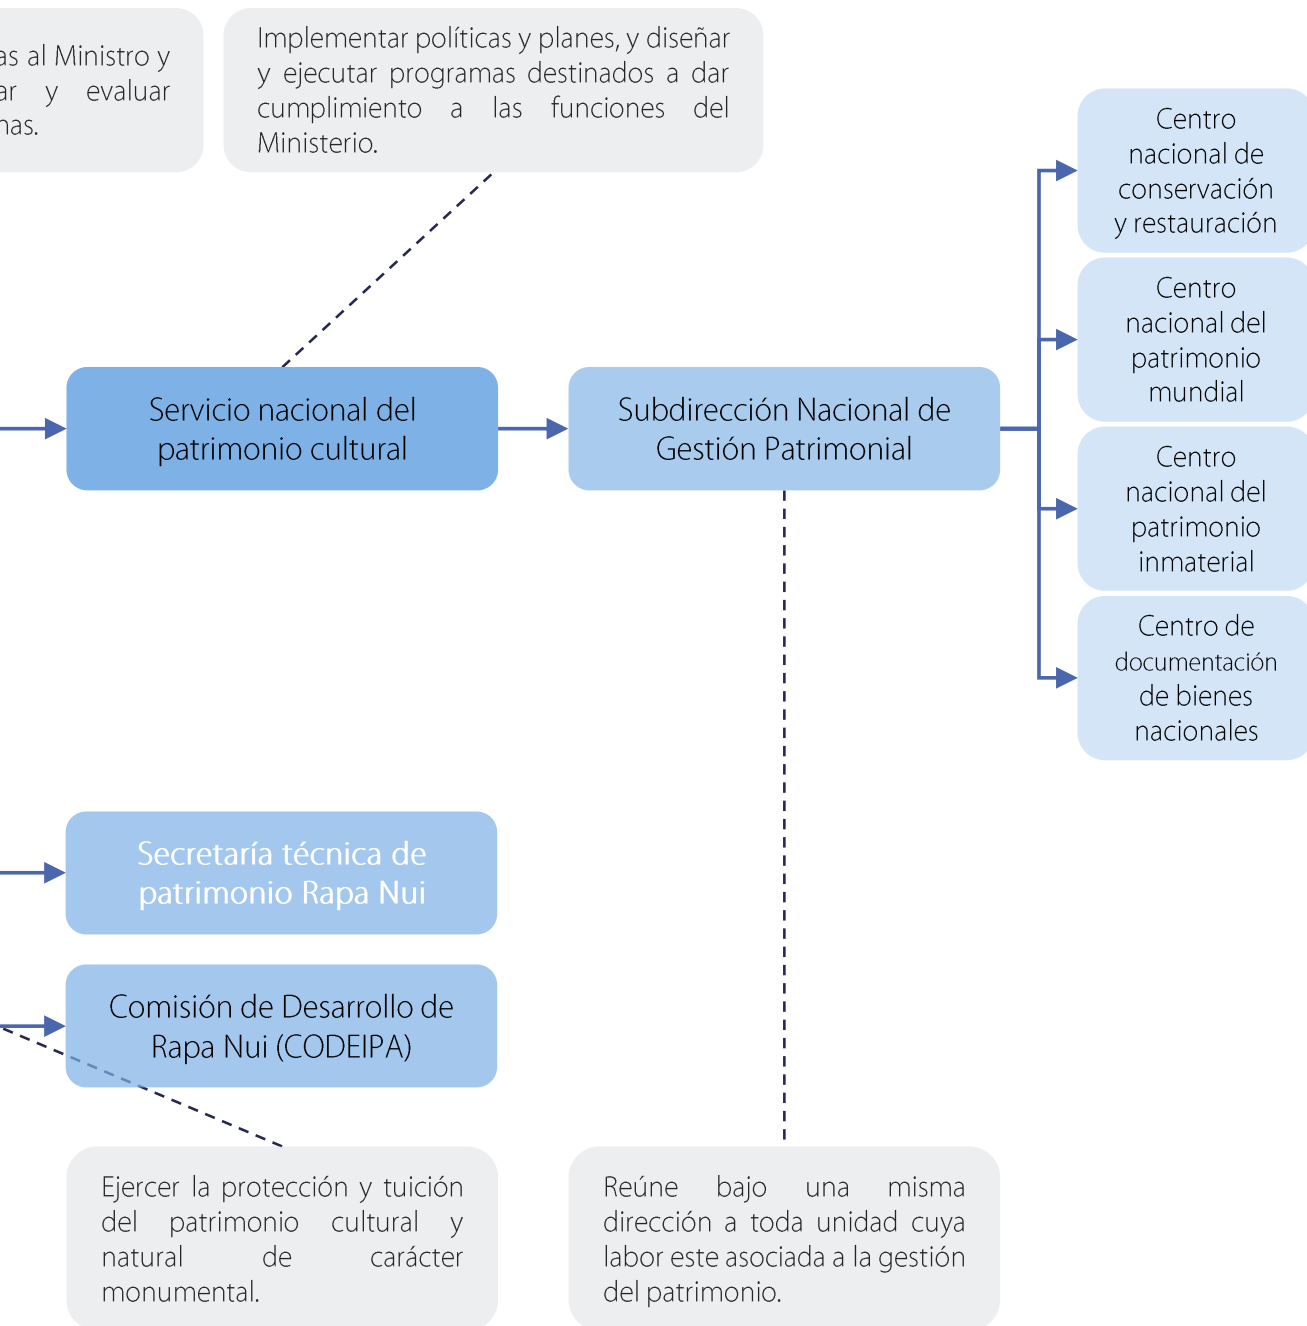 al Ministro y
y evaluar
Implementar políticas y planes, y diseñar
y ejecutar programas destinados a dar
cumplimiento a las funciones del
Ministerio.
Centro
nacional de
conservación
y restauración
Centro
nacional del
patrimonio
mundial
Centro
nacional del
patrimonio
inmaterial
Centro de
documentación
de bienes
nacionales
Servicio nacional del
patrimonio cultural
Subdirección Nacional de
Gestión Patrimonial
Secretaría técnica de
patrimonio Rapa Nui
Comisión de Desarrollo de
Rapa Nui (CODEIPA)
Ejercer la protección y tuición
del patrimonio cultural y
natural de carácter
monumental.
Reúne bajo una misma
dirección a toda unidad cuya
labor este asociada a la gestión
del patrimonio.